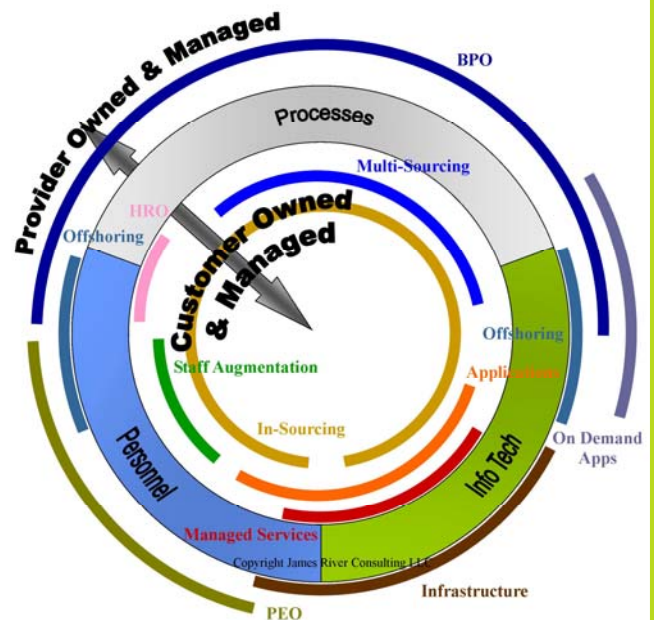 Provider Owned & Managed
BPO
Processes
Multi-Sourcing
HRO
Customer Owned
& Managed
Offshoring
Offshoring
Staff Augmentation
Applications
In-Sourcing
On Demand
Apps
Personnel
Info Tech
Managed Services
Copyright James River Consulting LLC
Infrastructure
PEO